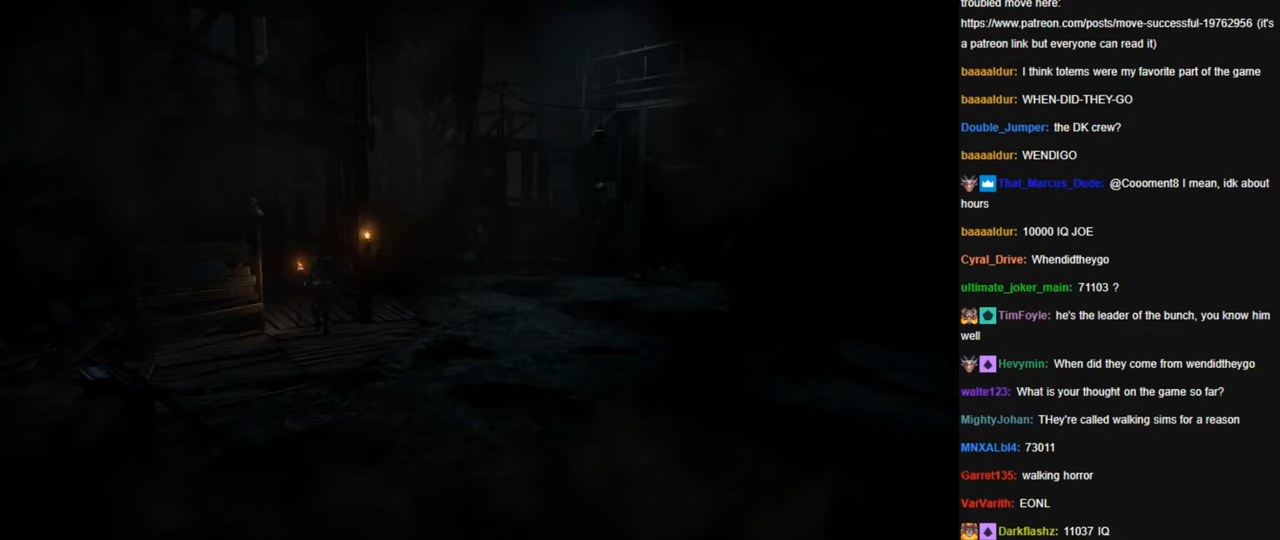 troubled move here:
https://www.patreon.com/posts/move-successful-19762956 (it's
a patreon link but everyone can read it)
baaaaldur: I think totems were my favorite part of the game
baaaaldur: WHEN-DID-THEY-GO
Double_Jumper: the DK crew?
baaaaldur: WENDIGO
That_Marcus_Dude: @Coooment8 I mean, idk about
hours
baaaaldur: 10000 IQ JOE
Cyral_Drive: Whendidtheygo
ultimate_joker_main: 71103 ?
TimFoyle: he's the leader of the bunch, you know him
well
Hevymin: When did they come from wendidtheygo
walte123: What is your thought on the game so far?
MightyJohan: THey're called walking sims for a reason
MNXALbl4: 73011
Garret135: walking horror
VarVarith: EONL
Darkflashz: 11037 IQ